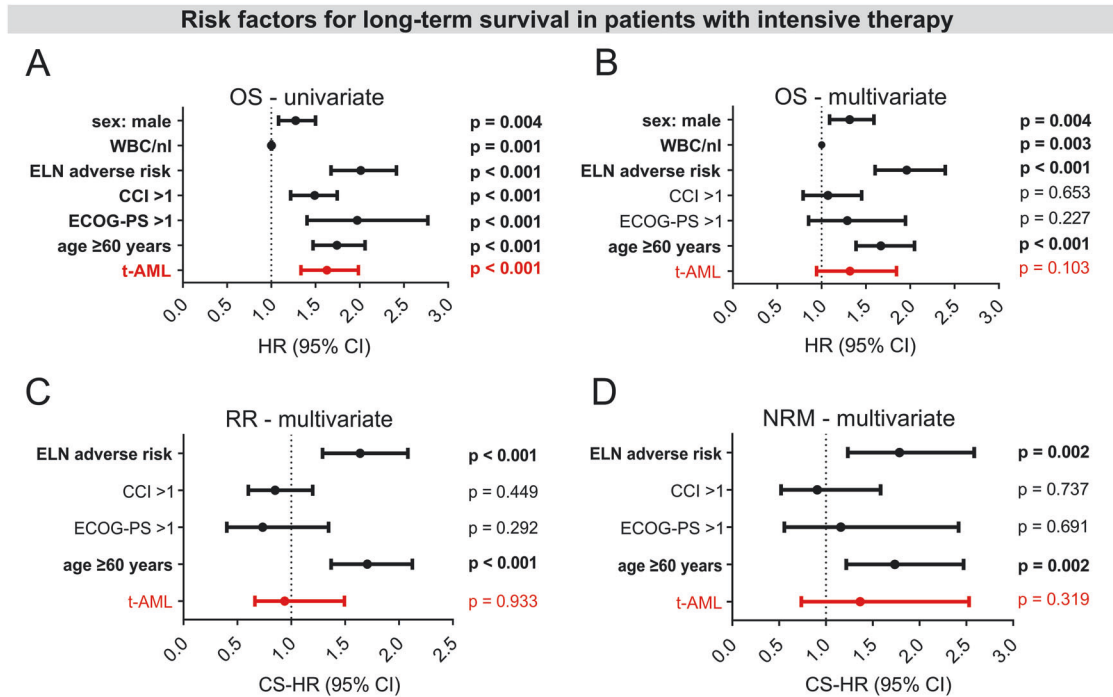 Risk factors for long-term survival in patients with intensive therapy
A
OS - univariate
sex: male p = 0.004
WBC/nl p = 0.001
ELN adverse risk p < 0.001
CCI >1 p < 0.001
ECOG-PS >1 p < 0.001
age ≥60 years p < 0.001
t-AML p < 0.001
0.0 0.5 1.0 1.5 2.0 2.5 3.0
HR (95% CI)
B
OS - multivariate
sex: male p = 0.004
WBC/nl p = 0.003
ELN adverse risk p < 0.001
CCI >1 p = 0.653
ECOG-PS >1 p = 0.227
age ≥60 years p < 0.001
t-AML p = 0.103
0.0 0.5 1.0 1.5 2.0 2.5 3.0
HR (95% CI)
C
RR - multivariate
ELN adverse risk p < 0.001
CCI >1 p = 0.449
ECOG-PS >1 p = 0.292
age ≥60 years p < 0.001
t-AML p = 0.933
0.0 0.5 1.0 1.5 2.0 2.5
CS-HR (95% CI)
D
NRM - multivariate
ELN adverse risk p = 0.002
CCI >1 p = 0.737
ECOG-PS >1 p = 0.691
age ≥60 years p = 0.002
t-AML p = 0.319
0.0 0.5 1.0 1.5 2.0 2.5 3.0
CS-HR (95% CI)